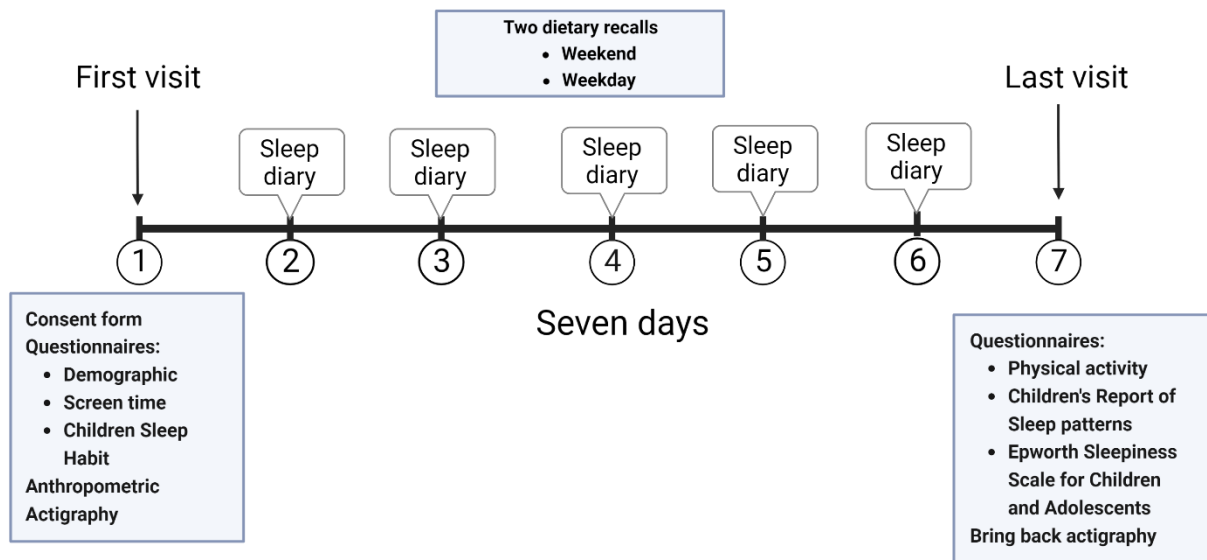 Two dietary recalls
• Weekend
• Weekday
First visit
Last visit
Sleep
diary
Sleep
diary
Sleep
diary
Sleep
diary
Sleep
diary
1
2
3
4
5
6
7
Seven days
Consent form
Questionnaires:
• Demographic
• Screen time
• Children Sleep
Habit
Anthropometric
Actigraphy
Questionnaires:
• Physical activity
• Children's Report of
Sleep patterns
• Epworth Sleepiness
Scale for Children
and Adolescents
Bring back actigraphy